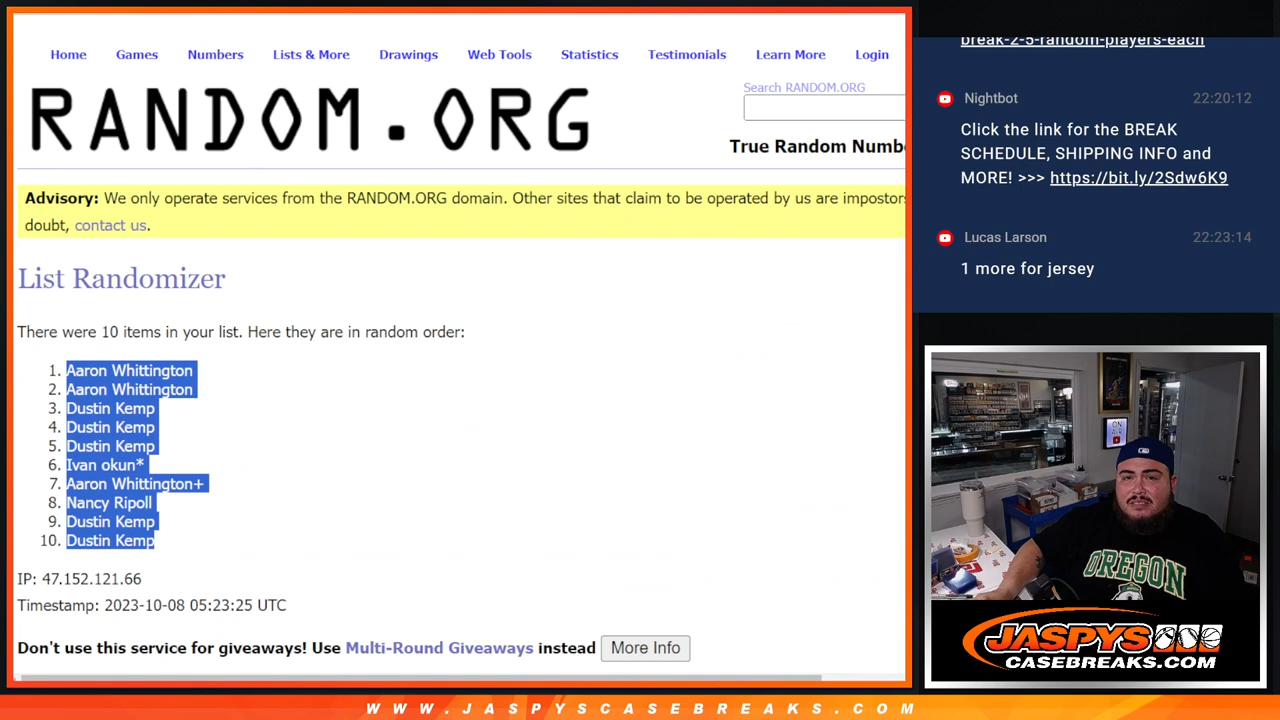 Home Games Numbers Lists & More Drawings Web Tools Statistics Testimonials Learn More Login
RANDOM.ORG
Search RANDOM.ORG
True Random Numbe
Advisory: We only operate services from the RANDOM.ORG domain. Other sites that claim to be operated by us are impostors
doubt, contact us.
List Randomizer
There were 10 items in your list. Here they are in random order:
1. Aaron Whittington
2. Aaron Whittington
3. Dustin Kemp
4. Dustin Kemp
5. Dustin Kemp
6. Ivan okun*
7. Aaron Whittington+
8. Nancy Ripoll
9. Dustin Kemp
10. Dustin Kemp
IP: 47.152.121.66
Timestamp: 2023-10-08 05:23:25 UTC
Don't use this service for giveaways! Use Multi-Round Giveaways instead More Info
break-2-5-random-players-each
Nightbot 22:20:12
Click the link for the BREAK
SCHEDULE, SHIPPING INFO and
MORE! >>> https://bit.ly/2Sdw6K9
Lucas Larson 22:23:14
1 more for jersey
ON
AIR
OREGON
JASPYS
CASEBREAKS.COM
WWW.JASPYSCASEBREAKS.COM